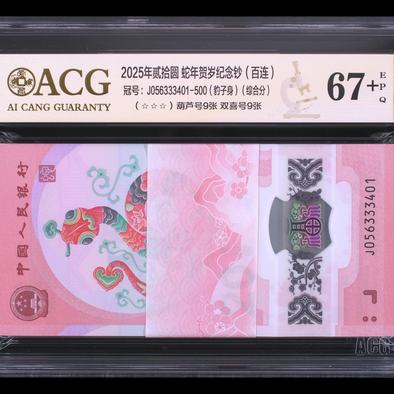 ACG
AI CANG GUARANTY
2025年贰拾圆 蛇年贺岁纪念钞（百连）
冠号：J056333401-500（豹子身）（综合分）
（☆☆☆）葫芦号9张 双喜号9张
67+
EPQ
中国人民银行
J056333401
ACG